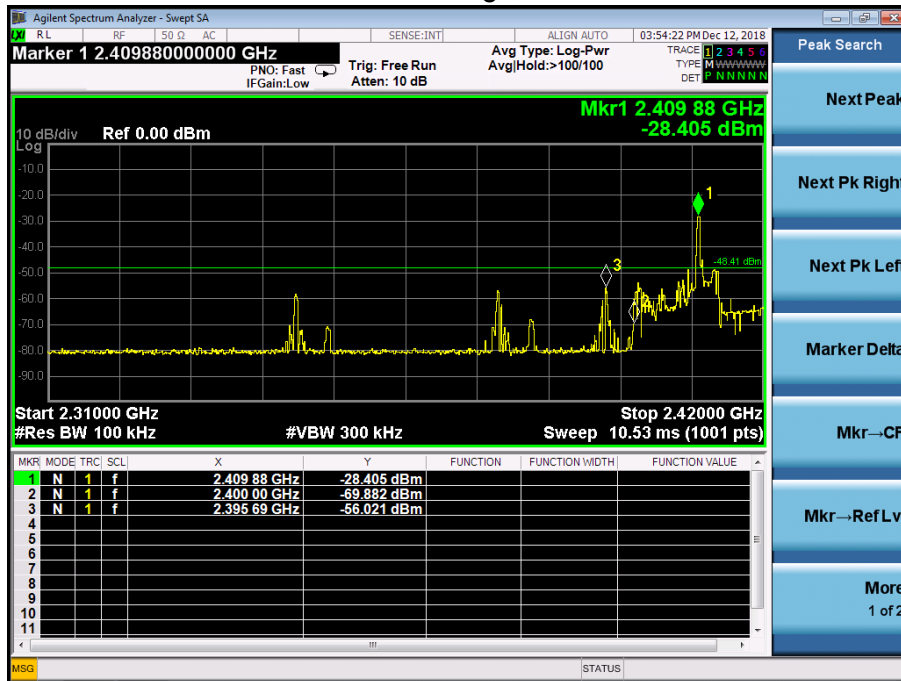 Agilent Spectrum Analyzer - Swept SA
LXI RL RF 50 Ω AC SENSE:INT ALIGN AUTO 03:54:22 PM Dec 12, 2018
Marker 1 2.409880000000 GHz
PNO: Fast
IFGain:Low
Trig: Free Run
Atten: 10 dB
Avg Type: Log-Pwr
Avg|Hold:>100/100
TRACE 1 2 3 4 5 6
TYPE M WWWWW
DET P N N N N N
Peak Search
Mkr1 2.409 88 GHz
-28.405 dBm
10 dB/div Ref 0.00 dBm
Log
-10.0
-20.0
-30.0
-40.0
-50.0
-60.0
-70.0
-80.0
-90.0
1
3
2
-48.41 dBm
Start 2.31000 GHz
Stop 2.42000 GHz
#Res BW 100 kHz
#VBW 300 kHz
Sweep 10.53 ms (1001 pts)
MKR MODE TRC SCL X Y FUNCTION FUNCTION WIDTH FUNCTION VALUE
1 N 1 f 2.409 88 GHz -28.405 dBm
2 N 1 f 2.400 00 GHz -69.882 dBm
3 N 1 f 2.395 69 GHz -56.021 dBm
4
5
6
7
8
9
10
11
Next Peak
Next Pk Right
Next Pk Left
Marker Delta
Mkr→CF
Mkr→Ref Lv
More
1 of 2
MSG
STATUS